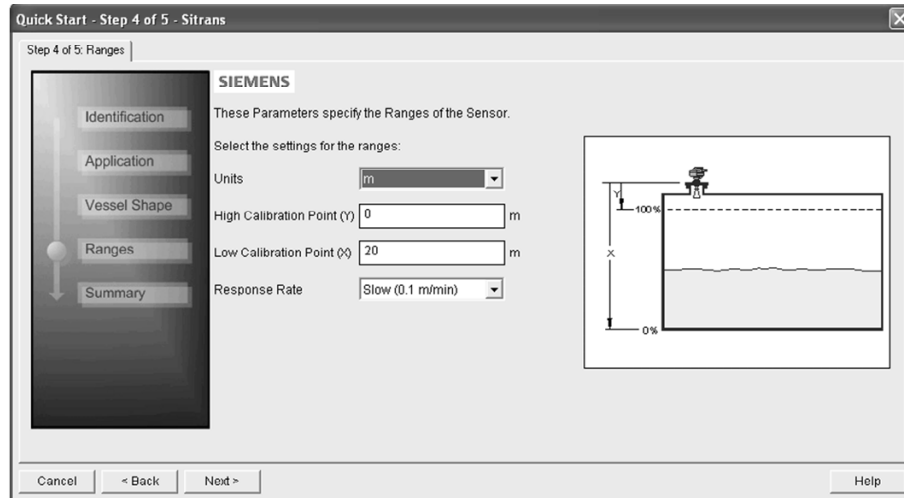 Quick Start - Step 4 of 5 - Sitrans
Step 4 of 5: Ranges
Identification
Application
Vessel Shape
Ranges
Summary
SIEMENS
These Parameters specify the Ranges of the Sensor.
Select the settings for the ranges:
Units m
High Calibration Point (Y) 0 m
Low Calibration Point (X) 20 m
Response Rate Slow (0.1 m/min)
Y
100%
X
0%
Cancel < Back Next > Help